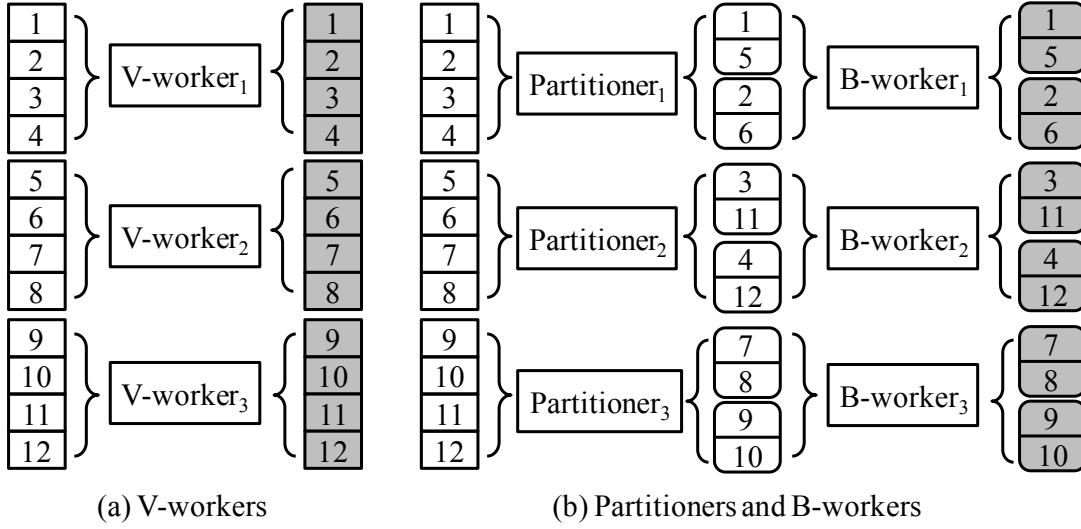 1 1
2 2
V-worker1
3 3
4 4
5 5
6 6
V-worker2
7 7
8 8
9 9
10 10
V-worker3
11 11
12 12
(a) V-workers
1 1 1
2 5 5
Partitioner1 B-worker1
3 2 2
4 6 6
5 3 3
6 11 11
Partitioner2 B-worker2
7 4 4
8 12 12
9 7 7
10 8 8
Partitioner3 B-worker3
11 9 9
12 10 10
(b) Partitioners and B-workers